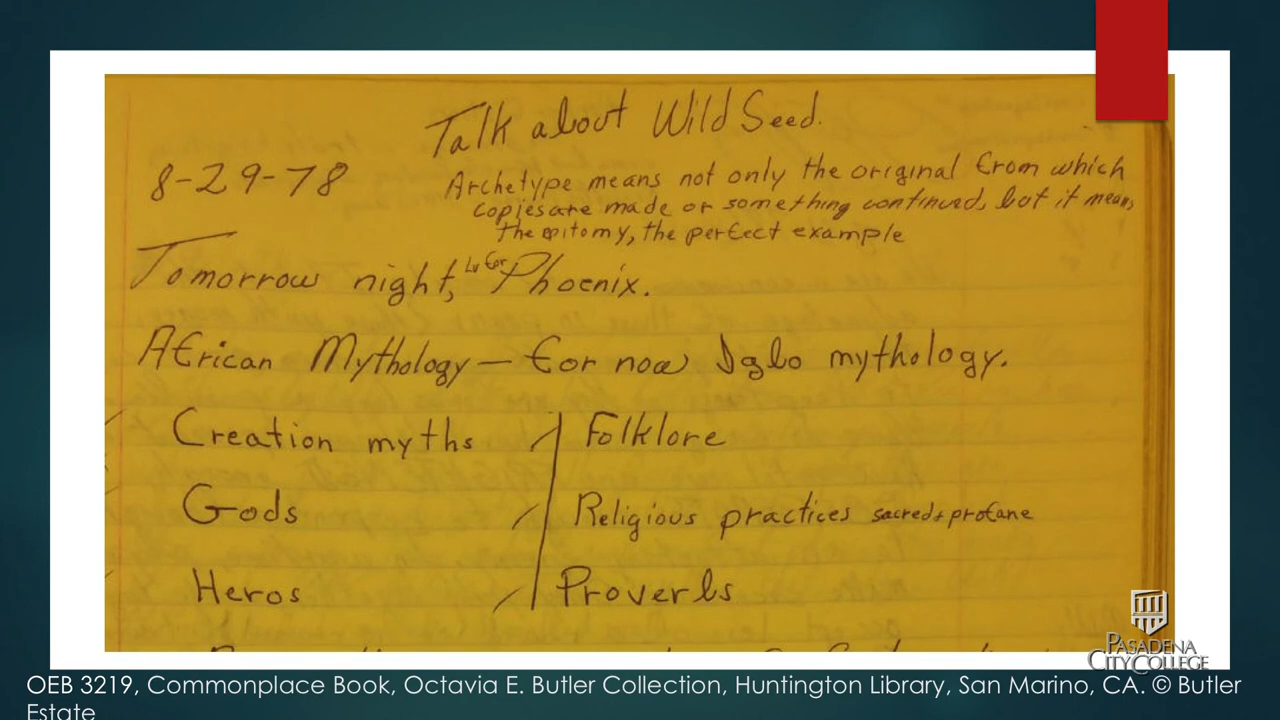 Talk about Wild Seed.
8-29-78
Archetype means not only the original from which
copies are made or something continued, but it means
the epitomy, the perfect example
Tomorrow night, Lv for Phoenix.
African Mythology — for now Igbo mythology.
Creation myths / Folklore
Gods / Religious practices sacred + profane
Heros / Proverbs
PASADENA
CITY COLLEGE
OEB 3219, Commonplace Book, Octavia E. Butler Collection, Huntington Library, San Marino, CA. © Butler
Estate